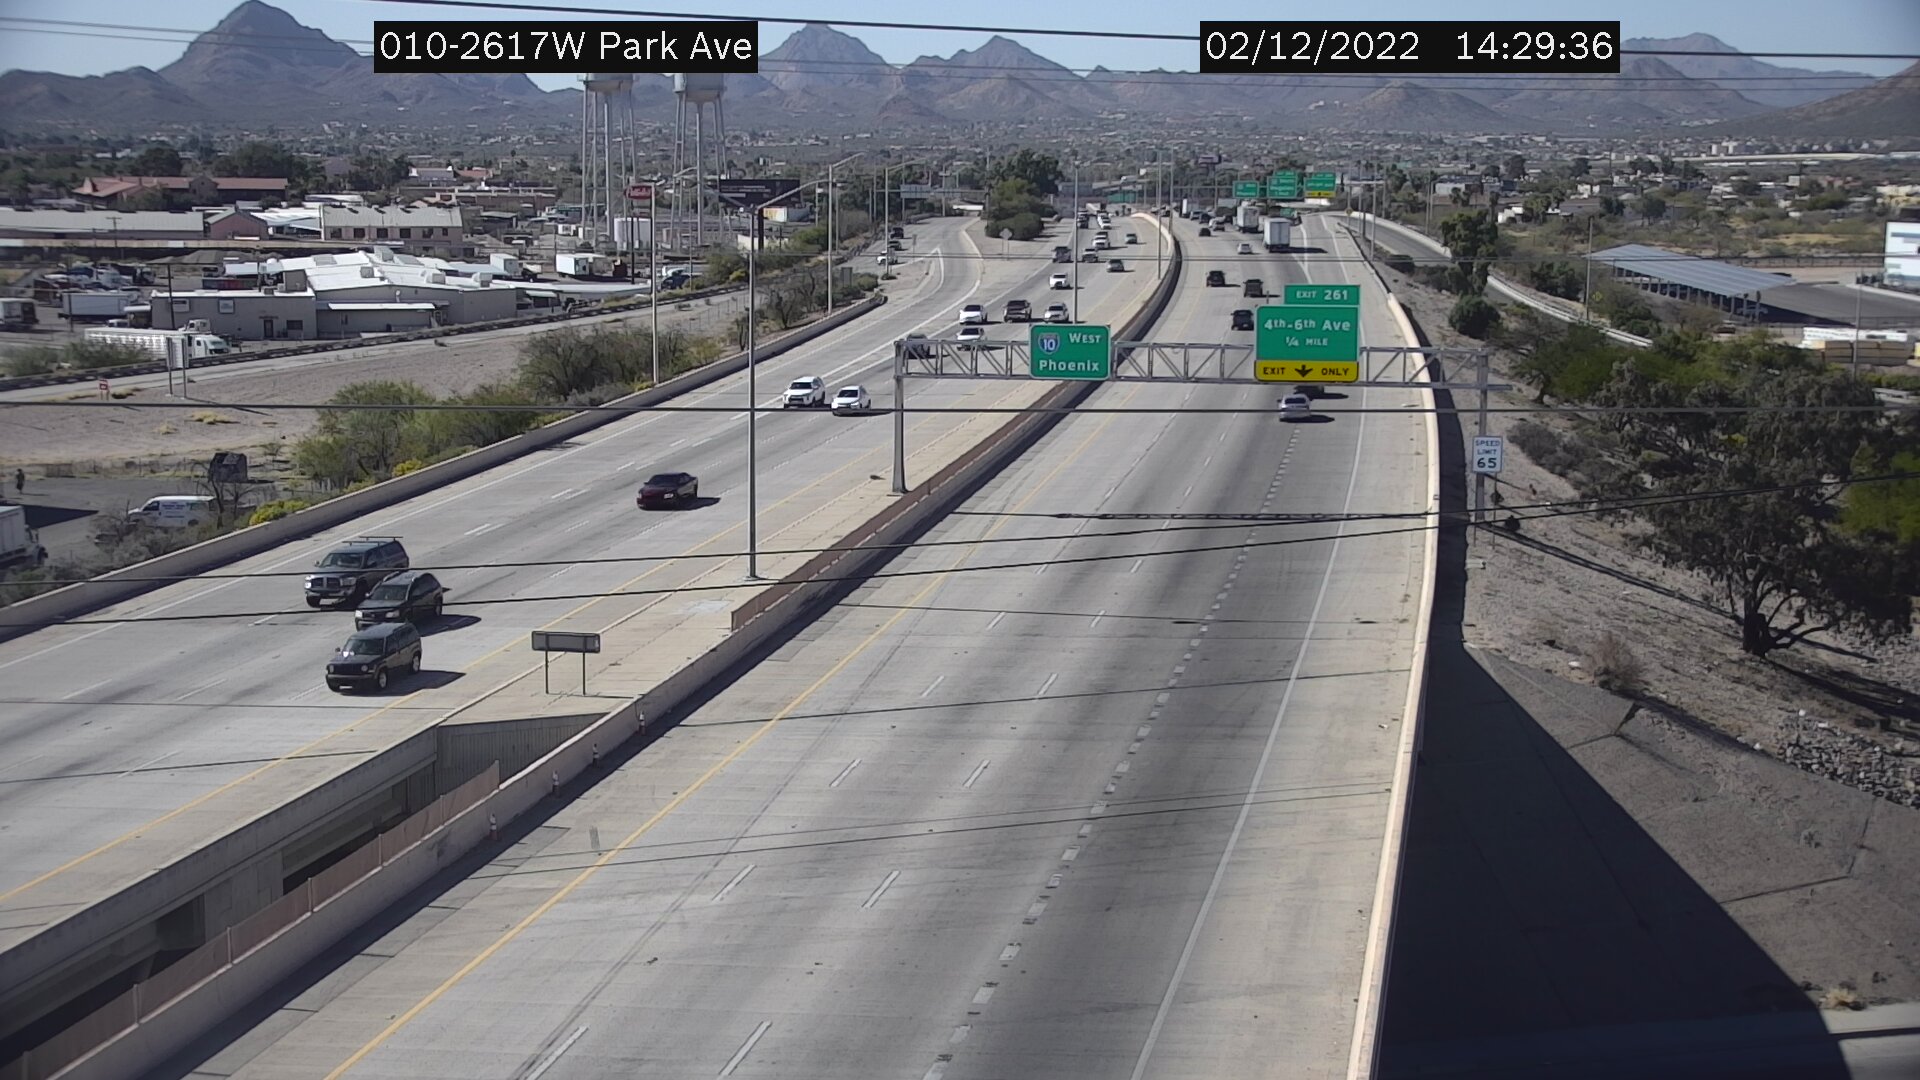 010-2617W Park Ave
02/12/2022 14:29:36
EXIT 261
4th-6th Ave
1/4 MILE
EXIT ONLY
10 WEST
Phoenix
SPEED
LIMIT
65